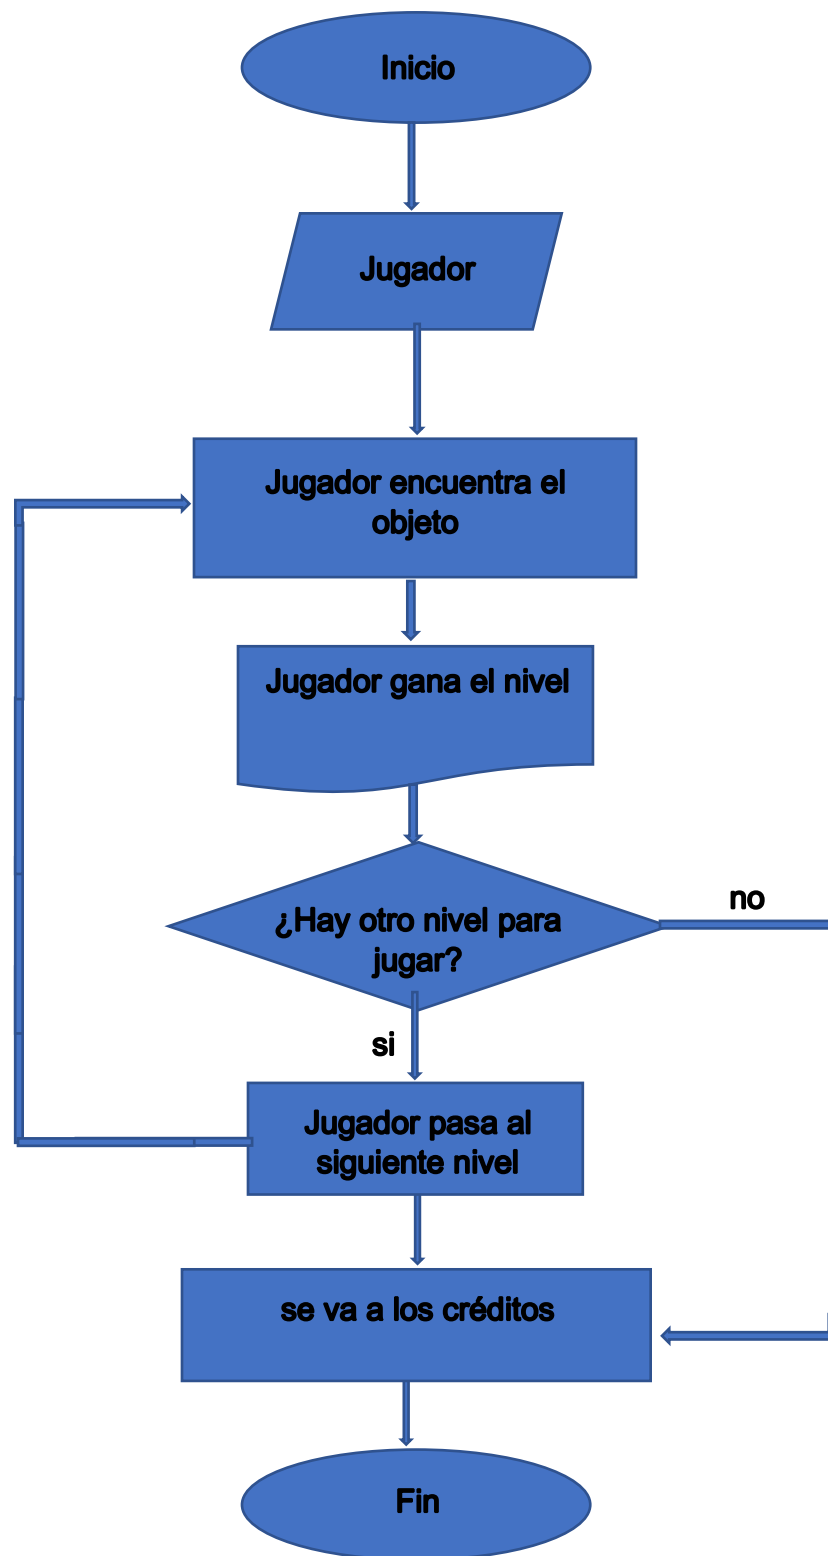 Inicio
Jugador
Jugador encuentra el
objeto
Jugador gana el nivel
¿Hay otro nivel para
jugar?
no
si
Jugador pasa al
siguiente nivel
se va a los créditos
Fin